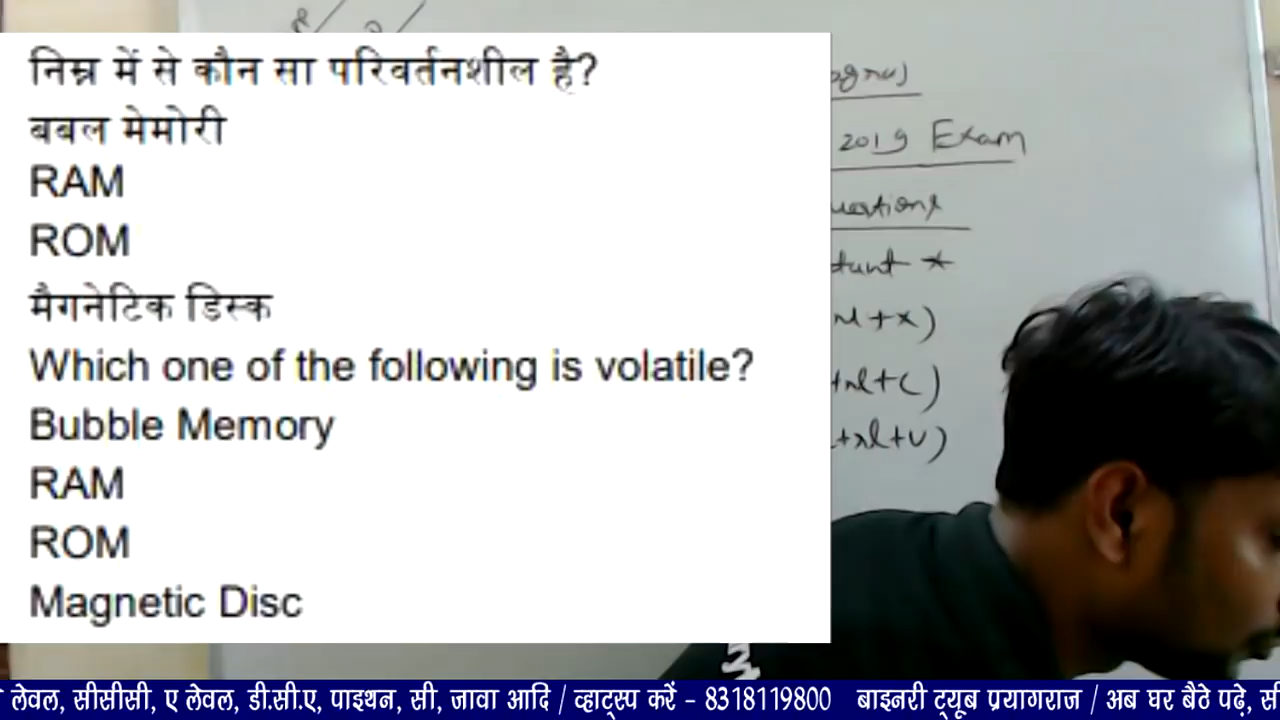 निम्न में से कौन सा परिवर्तनशील है?
बबल मेमोरी
RAM
ROM
मैगनेटिक डिस्क
Which one of the following is volatile?
Bubble Memory
RAM
ROM
Magnetic Disc
2019 Exam
लेवल, सीसीसी, ए लेवल, डी.सी.ए, पाइथन, सी, जावा आदि / व्हाट्स्प करें - 8318119800 बाइनरी ट्यूब प्रयागराज / अब घर बैठे पढ़े,